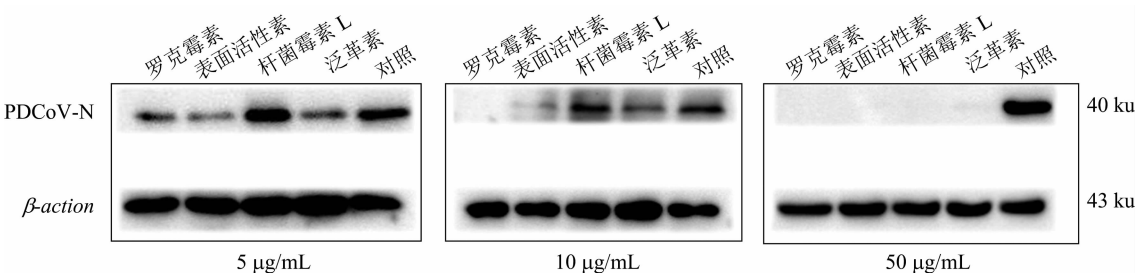 罗克霉素 表面活性素 杆菌霉素 L 泛革素 对照
罗克霉素 表面活性素 杆菌霉素 L 泛革素 对照
罗克霉素 表面活性素 杆菌霉素 L 泛革素 对照
PDCoV-N
40 ku
β-action
43 ku
5 μg/mL
10 μg/mL
50 μg/mL